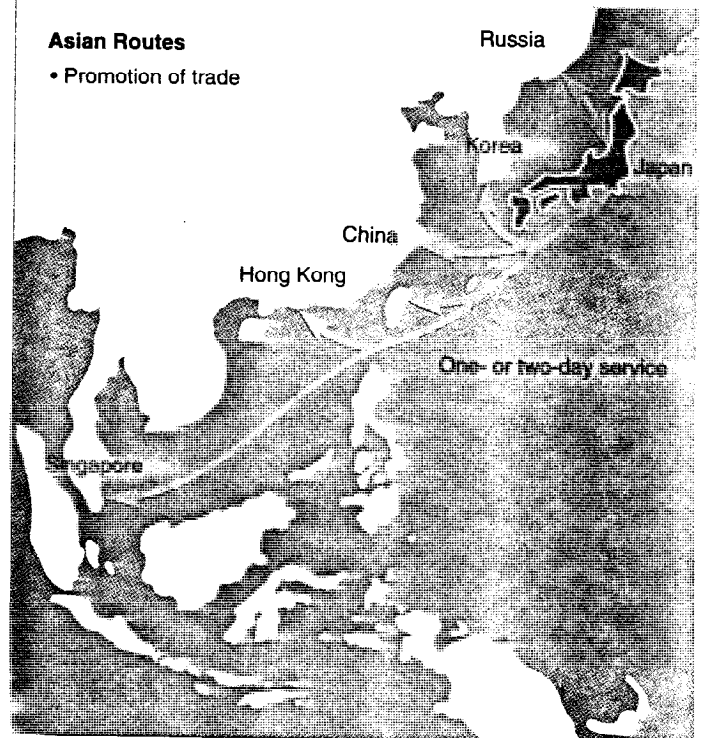 Asian Routes
• Promotion of trade
Russia
Korea
Japan
China
Hong Kong
One- or two-day service
Singapore